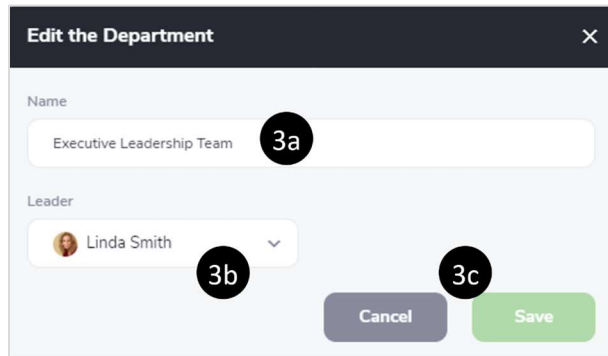 Edit the Department ×
Name
Executive Leadership Team 3a
Leader
Linda Smith
3b 3c
Cancel Save